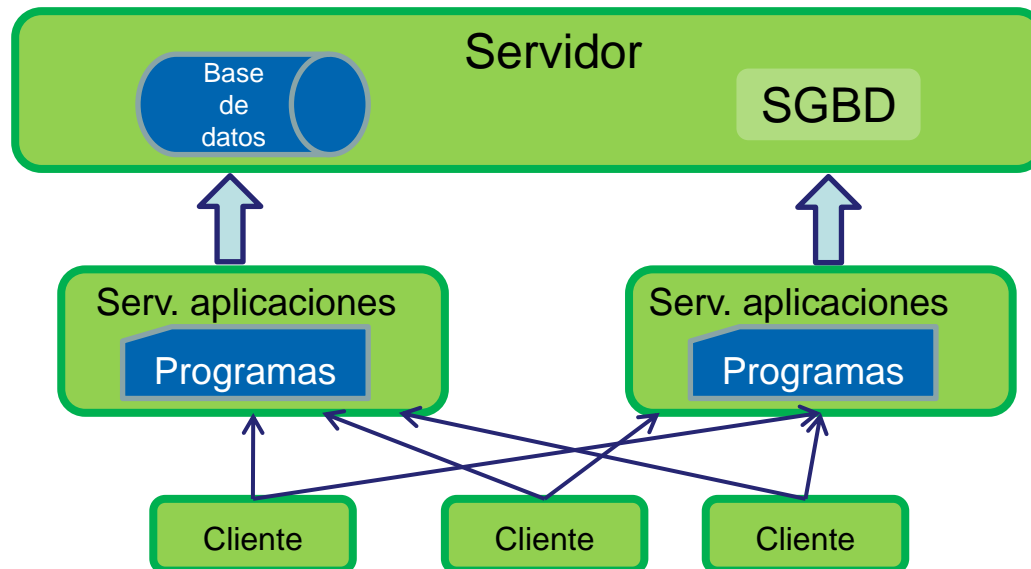 Servidor
Base
de
datos
SGBD
Serv. aplicaciones
Programas
Serv. aplicaciones
Programas
Cliente
Cliente
Cliente